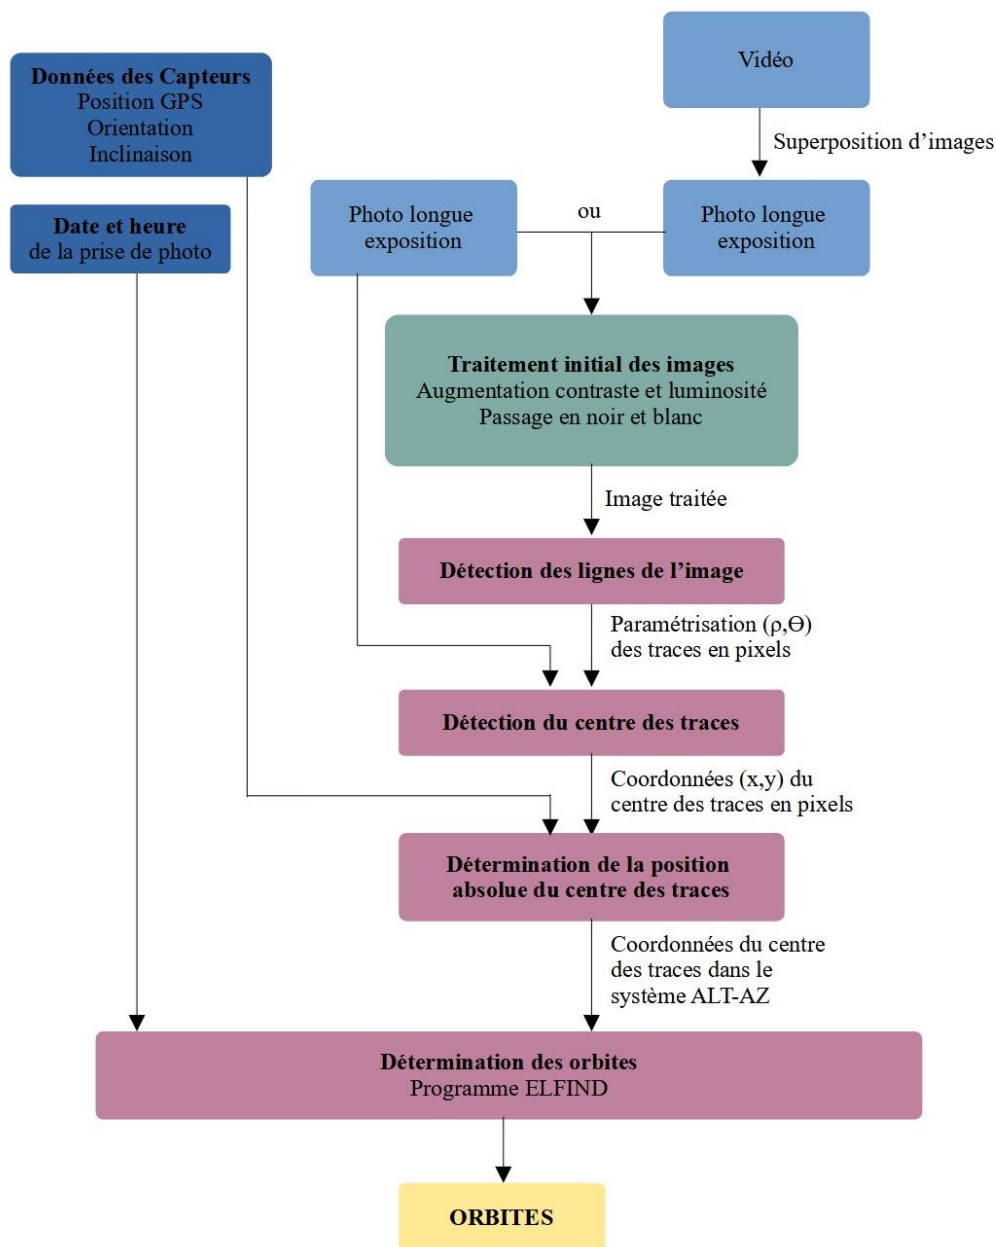 Vidéo
Données des Capteurs
Position GPS
Orientation
Inclinaison
Superposition d’images
Date et heure
de la prise de photo
Photo longue
exposition
ou
Photo longue
exposition
Traitement initial des images
Augmentation contraste et luminosité
Passage en noir et blanc
Image traitée
Détection des lignes de l’image
Paramétrisation (ρ,Θ)
des traces en pixels
Détection du centre des traces
Coordonnées (x,y) du
centre des traces en pixels
Détermination de la position
absolue du centre des traces
Coordonnées du centre
des traces dans le
système ALT-AZ
Détermination des orbites
Programme ELFIND
ORBITES